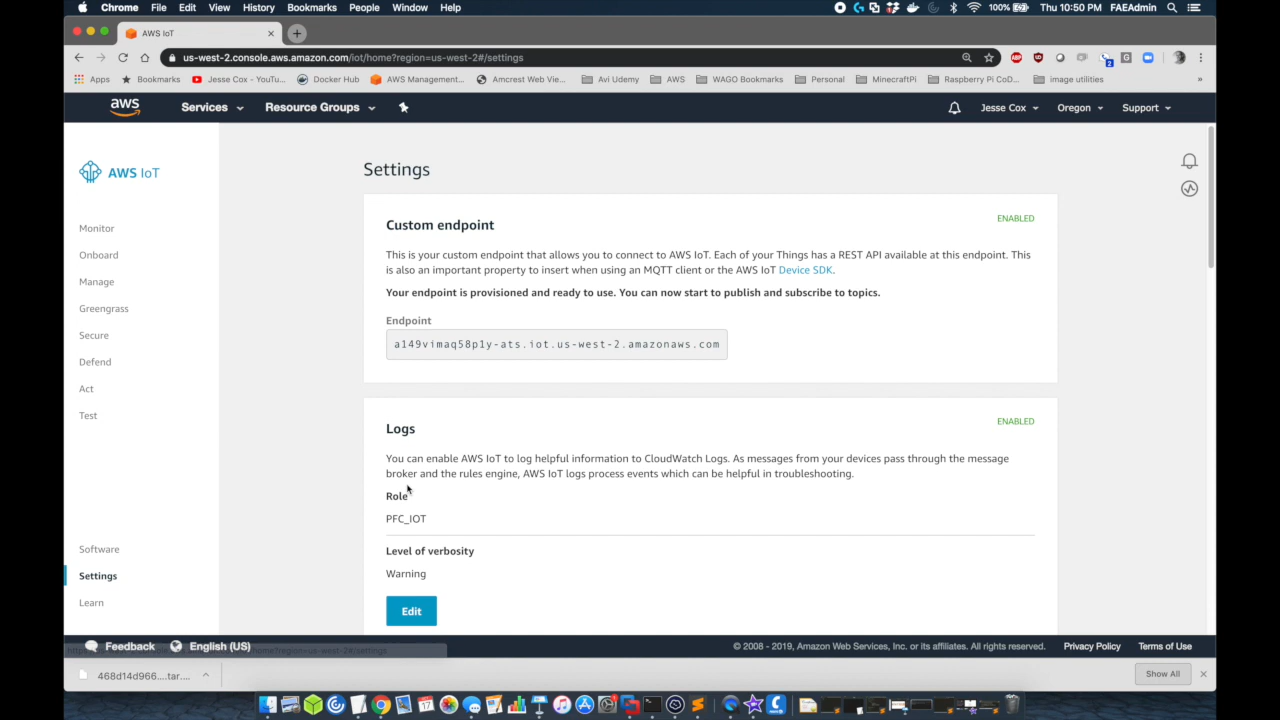 Chrome File Edit View History Bookmarks People Window Help 100% Thu 10:50 PM FAEAdmin
AWS IoT
us-west-2.console.aws.amazon.com/iot/home?region=us-west-2#/settings
Apps Bookmarks Jesse Cox - YouTu... Docker Hub AWS Management... Amcrest Web Vie... Avi Udemy AWS WAGO Bookmarks Personal MinecraftPi Raspberry Pi CoD... image utilities »
aws Services Resource Groups Jesse Cox Oregon Support
AWS IoT
Monitor
Onboard
Manage
Greengrass
Secure
Defend
Act
Test
Software
Settings
Learn
Settings
Custom endpoint ENABLED
This is your custom endpoint that allows you to connect to AWS IoT. Each of your Things has a REST API available at this endpoint. This
is also an important property to insert when using an MQTT client or the AWS IoT Device SDK.
Your endpoint is provisioned and ready to use. You can now start to publish and subscribe to topics.
Endpoint
a149vimaq58p1y-ats.iot.us-west-2.amazonaws.com
Logs ENABLED
You can enable AWS IoT to log helpful information to CloudWatch Logs. As messages from your devices pass through the message
broker and the rules engine, AWS IoT logs process events which can be helpful in troubleshooting.
Role
PFC_IOT
Level of verbosity
Warning
Edit
Feedback English (US) © 2008 - 2019, Amazon Web Services, Inc. or its affiliates. All rights reserved. Privacy Policy Terms of Use
468d14d966....tar.... Show All